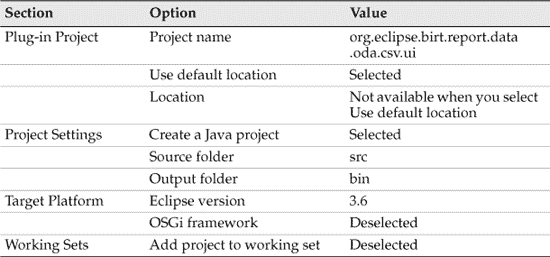 Section Option Value
Plug-in Project Project name org.eclipse.birt.report.data
.oda.csv.ui
Use default location Selected
Location Not available when you select
Use default location
Project Settings Create a Java project Selected
Source folder src
Output folder bin
Target Platform Eclipse version 3.6
OSGi framework Deselected
Working Sets Add project to working set Deselected